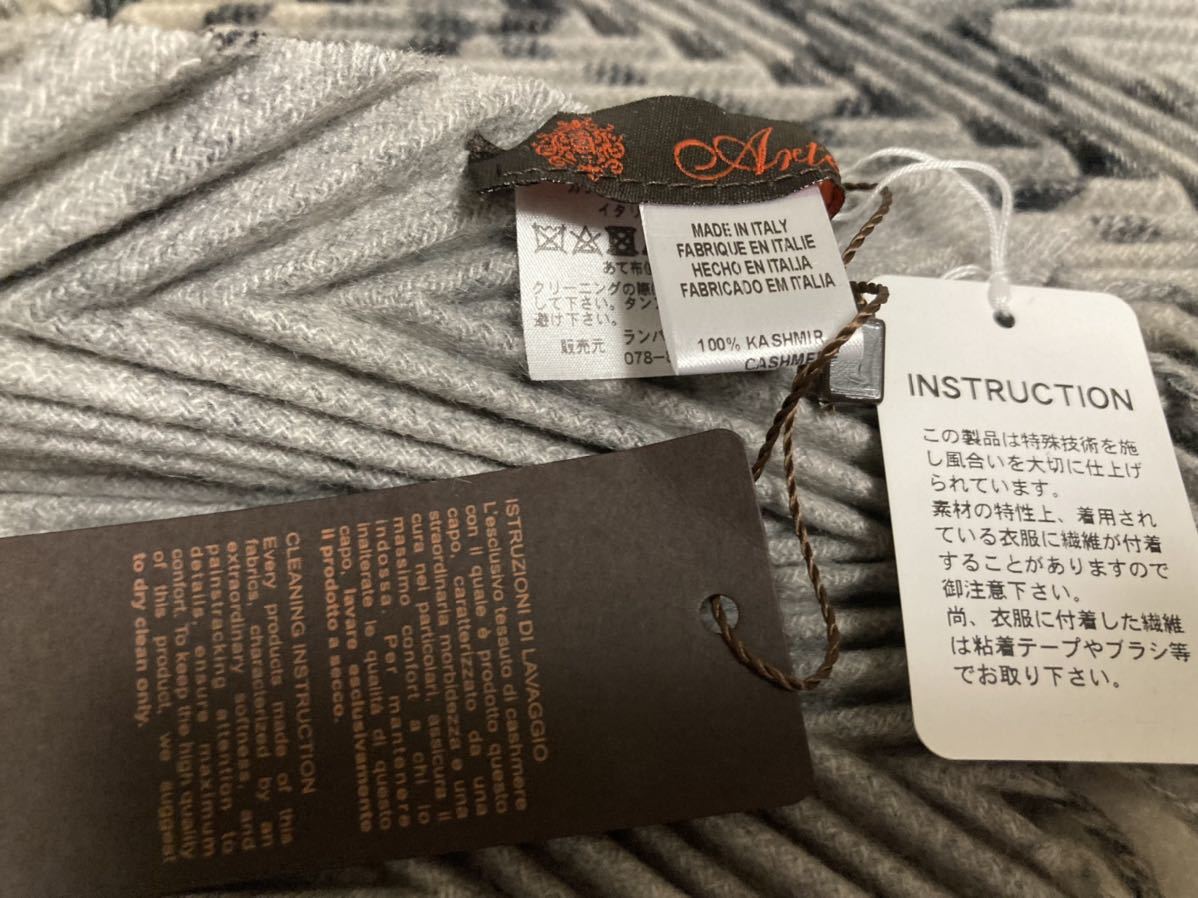 MADE IN ITALY
FABRIQUE EN ITALIE
HECHO EN ITALIA
FABRICADO EM ITALIA
100% KASHMIR
イタリ
あて布
クリーニングの際
して下さい。タン
避け下さい。
販売元
ランバ
078-
INSTRUCTION
この製品は特殊技術を施
し風合いを大切に仕上げ
られています。
素材の特性上、着用され
ている衣服に繊維が付着
することがありますので
御注意下さい。
尚、衣服に付着した繊維
は粘着テープやブラシ等
でお取り下さい。
ISTRUZIONI DI LAVAGGIO
L'esclusivo tessuto di cashmere
con il quale è prodotto questo
capo, caratterizzato da una
straordinaria morbidezza e una
cura nei particolari, assicura il
massimo confort a chi lo
indossa. Per mantenere
inalterate le qualità di questo
capo, lavare esclusivamente
il prodotto a secco.
CLEANING INSTRUCTION
Every products made of this
fabrics, characterized by an
extraordinary softness, and
painstracking attention to
details, ensure maximum
confort. To keep the high quality
of this product, we suggest
to dry clean only.